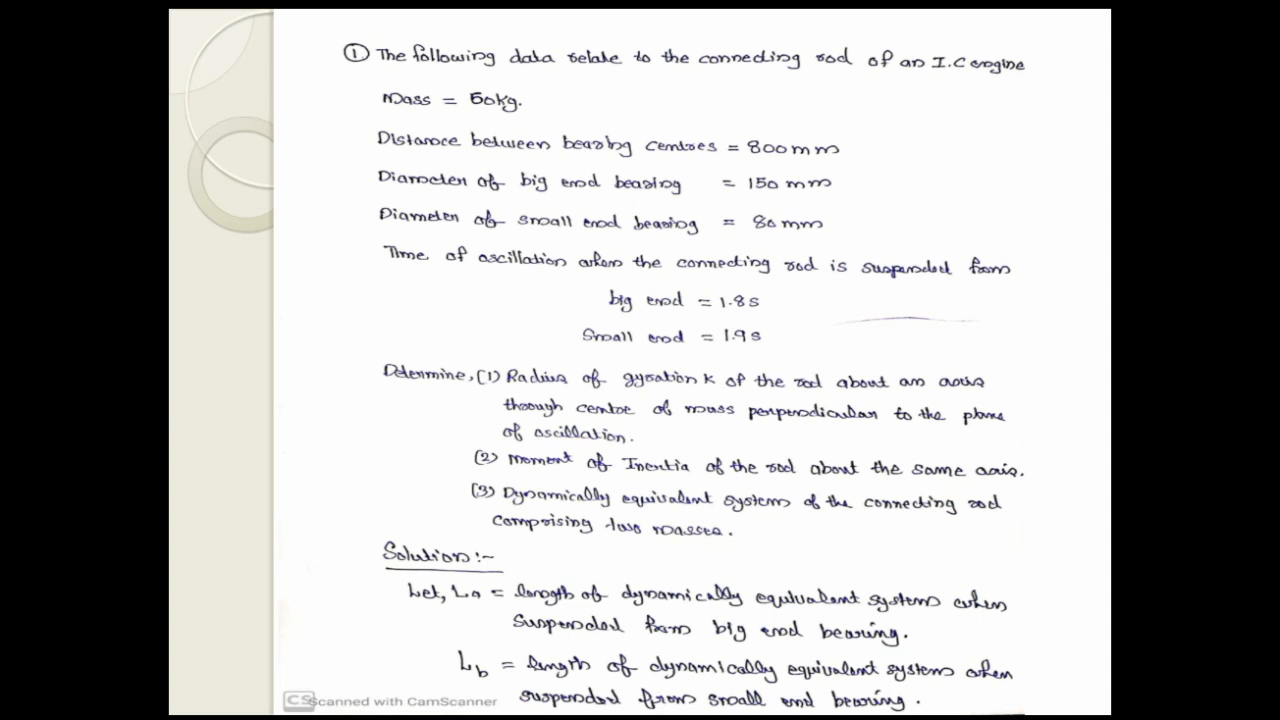 ① The following data relate to the connecting rod of an I.C engine
Mass = 50kg.
Distance between bearing centres = 800mm
Diameter of big end bearing = 150 mm
Diameter of small end bearing = 80mm
Time of oscillation when the connecting rod is suspended from
big end = 1.8s
Small end = 1.9s
Determine, (1) Radius of gyration K of the rod about an axis
through centre of mass perpendicular to the plane
of oscillation.
(2) Moment of Inertia of the rod about the same axis.
(3) Dynamically equivalent system of the connecting rod
comprising two masses.
Solution :-
Let, La = length of dynamically equivalent system when
suspended from big end bearing.
Lb = length of dynamically equivalent system when
suspended from small end bearing.
CS Scanned with CamScanner